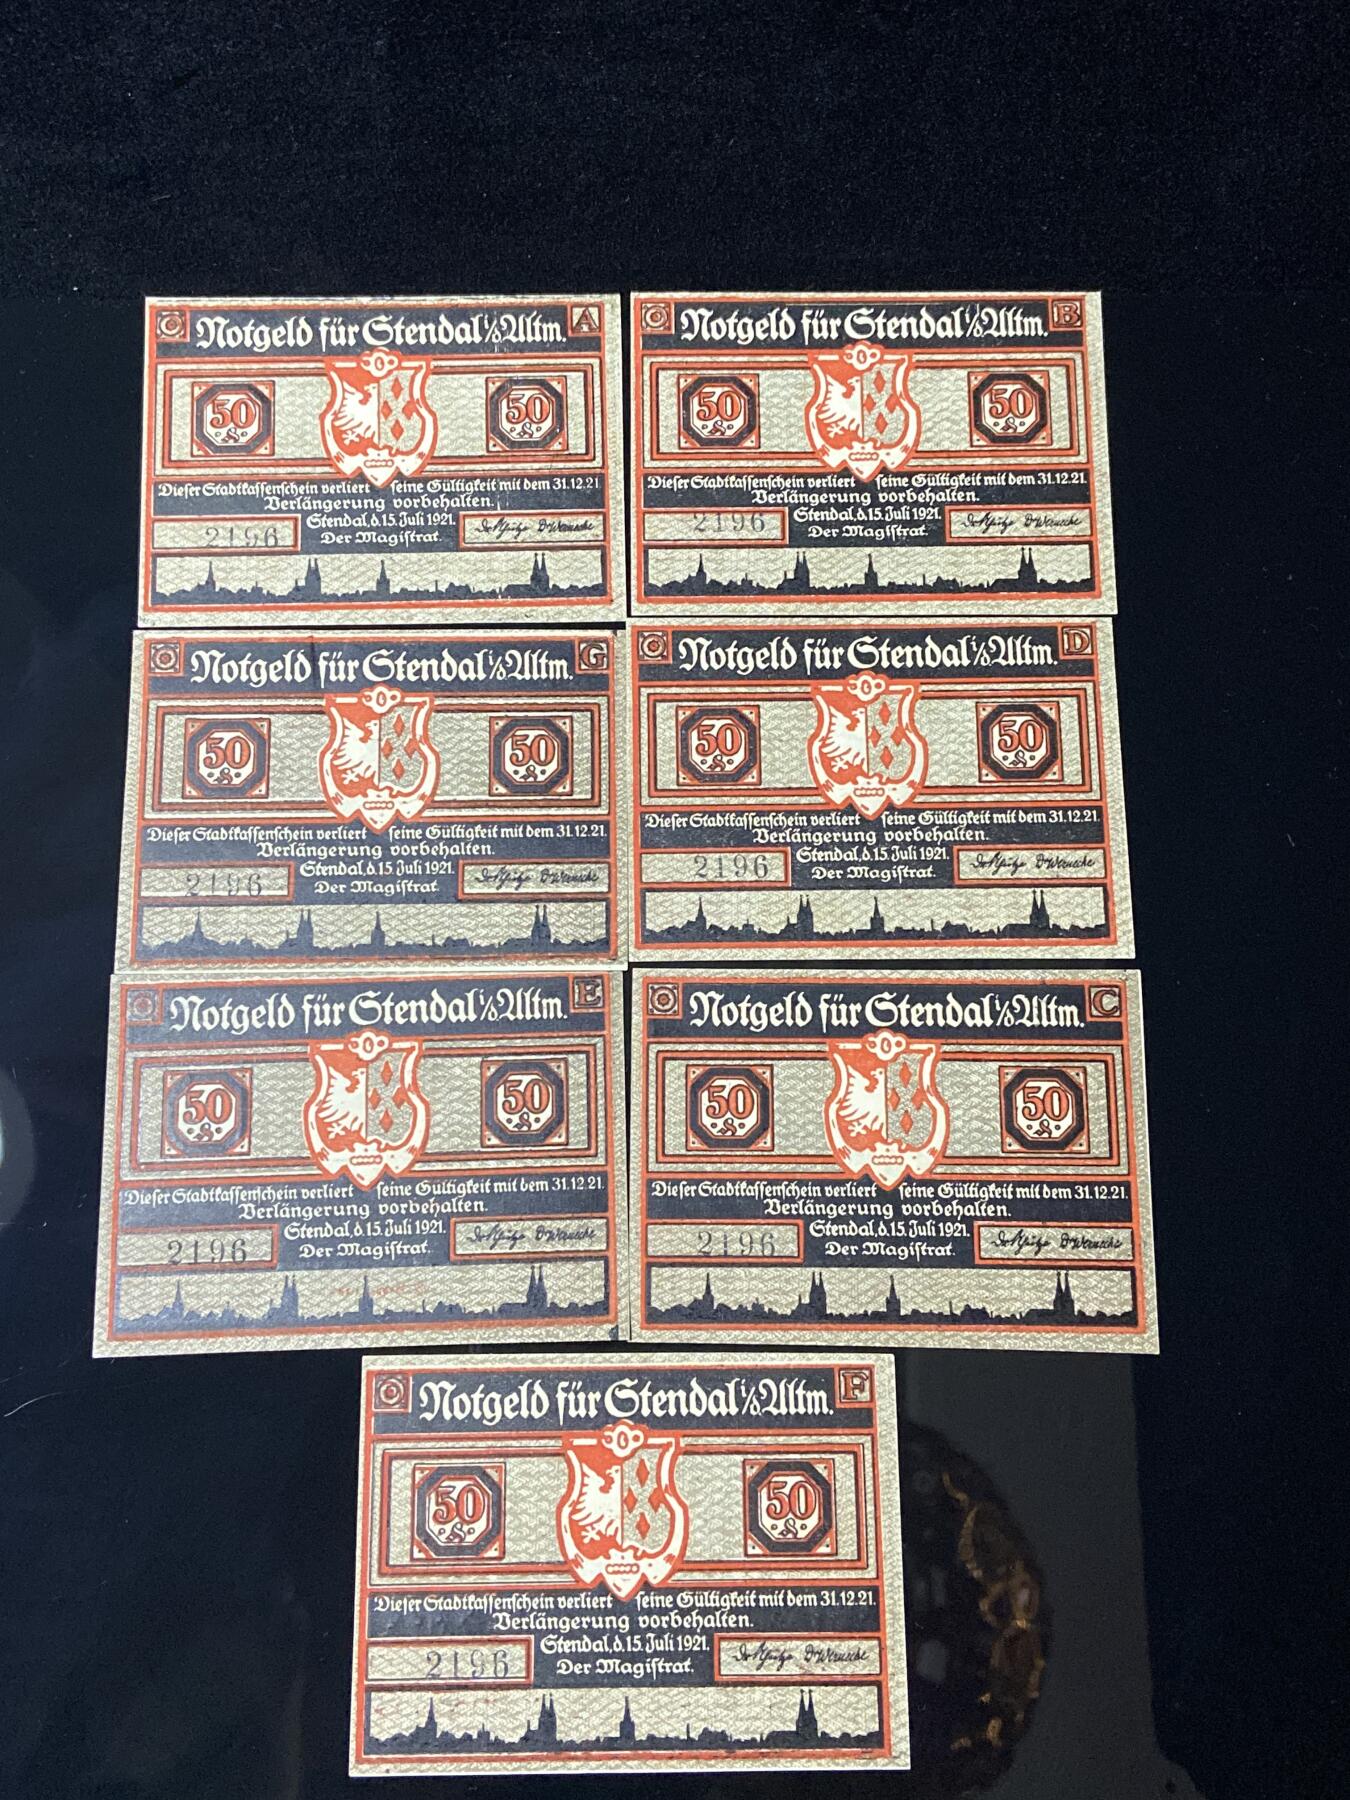 Notgeld für Stendal i/d Altm. A
50 50
Dieser Stadtkassenschein verliert seine Gültigkeit mit dem 31.12.21.
Verlängerung vorbehalten.
2196 Stendal, d. 15. Juli 1921.
Der Magistrat.
Notgeld für Stendal i/d Altm. B
50 50
Dieser Stadtkassenschein verliert seine Gültigkeit mit dem 31.12.21.
Verlängerung vorbehalten.
2196 Stendal, d. 15. Juli 1921.
Der Magistrat.
Notgeld für Stendal i/d Altm. G
50 50
Dieser Stadtkassenschein verliert seine Gültigkeit mit dem 31.12.21.
Verlängerung vorbehalten.
2196 Stendal, d. 15. Juli 1921.
Der Magistrat.
Notgeld für Stendal i/d Altm. D
50 50
Dieser Stadtkassenschein verliert seine Gültigkeit mit dem 31.12.21.
Verlängerung vorbehalten.
2196 Stendal, d. 15. Juli 1921.
Der Magistrat.
Notgeld für Stendal i/d Altm. E
50 50
Dieser Stadtkassenschein verliert seine Gültigkeit mit dem 31.12.21.
Verlängerung vorbehalten.
2196 Stendal, d. 15. Juli 1921.
Der Magistrat.
Notgeld für Stendal i/d Altm. C
50 50
Dieser Stadtkassenschein verliert seine Gültigkeit mit dem 31.12.21.
Verlängerung vorbehalten.
2196 Stendal, d. 15. Juli 1921.
Der Magistrat.
Notgeld für Stendal i/d Altm. F
50 50
Dieser Stadtkassenschein verliert seine Gültigkeit mit dem 31.12.21.
Verlängerung vorbehalten.
2196 Stendal, d. 15. Juli 1921.
Der Magistrat.